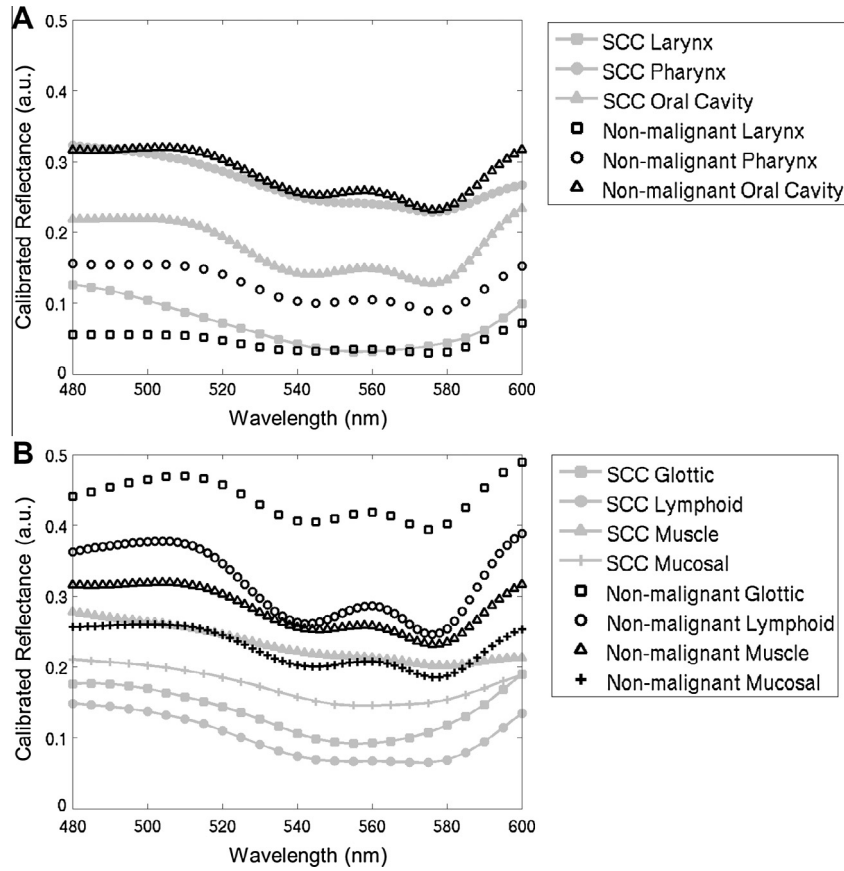 A
0.5
0.4
0.3
0.2
0.1
0
Calibrated Reflectance (a.u.)
480 500 520 540 560 580 600
Wavelength (nm)
SCC Larynx
SCC Pharynx
SCC Oral Cavity
Non-malignant Larynx
Non-malignant Pharynx
Non-malignant Oral Cavity
B
0.5
0.4
0.3
0.2
0.1
0
Calibrated Reflectance (a.u.)
480 500 520 540 560 580 600
Wavelength (nm)
SCC Glottic
SCC Lymphoid
SCC Muscle
SCC Mucosal
Non-malignant Glottic
Non-malignant Lymphoid
Non-malignant Muscle
Non-malignant Mucosal